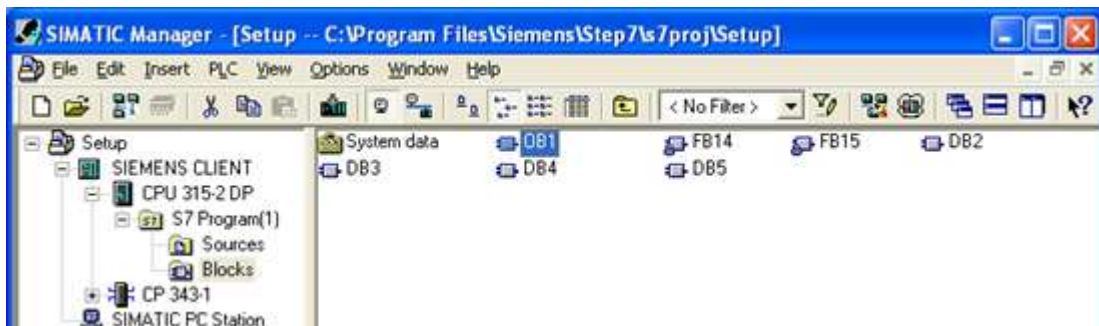 SIMATIC Manager - [Setup -- C:\Program Files\Siemens\Step7\s7proj\Setup]
File Edit Insert PLC View Options Window Help
< No Filter >
Setup
SIEMENS CLIENT
CPU 315-2 DP
S7 Program(1)
Sources
Blocks
CP 343-1
SIMATIC PC Station
System data OB1 FB14 FB15 DB2
DB3 DB4 DB5